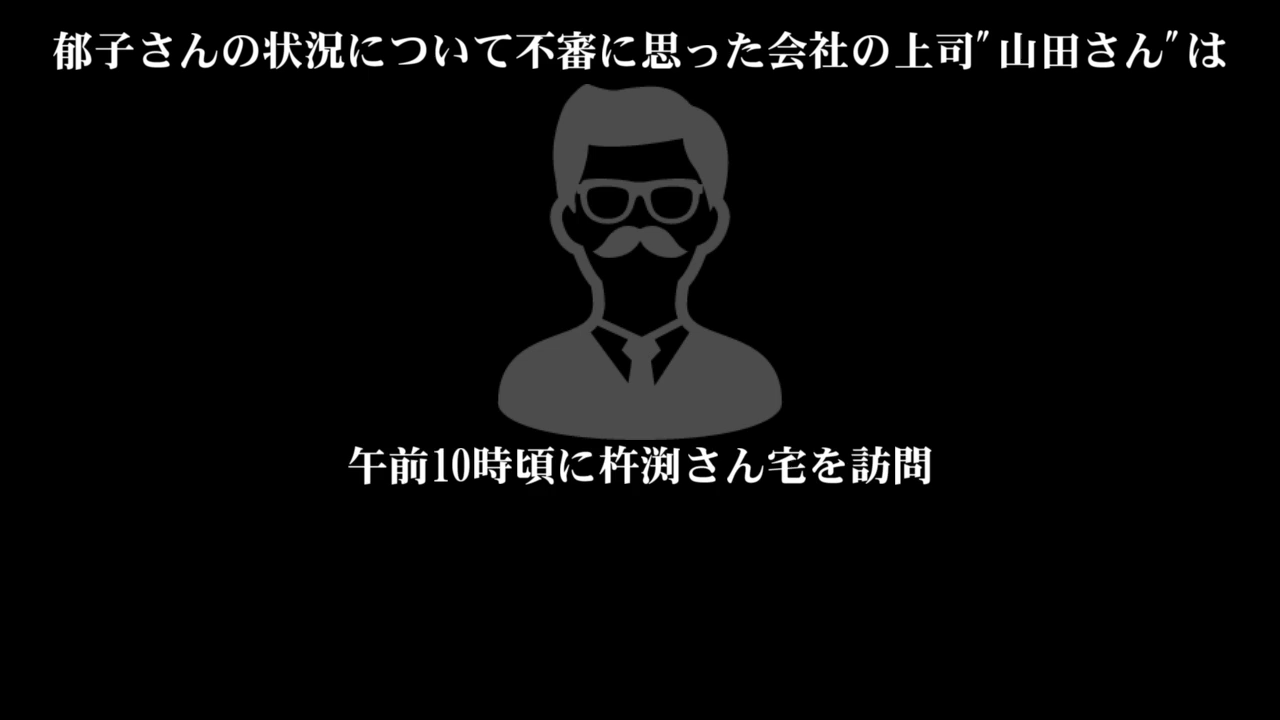 郁子さんの状況について不審に思った会社の上司"山田さん"は
午前10時頃に杵渕さん宅を訪問